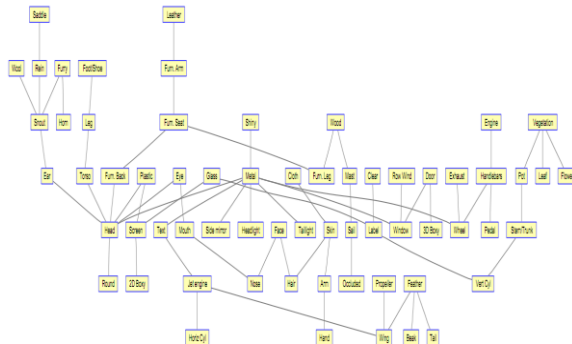 Saddle
Leather
Wool
Rein
Furry
Foot/Shoe
Furn. Arm
Snout
Horn
Leg
Furn. Seat
Shiny
Wood
Engine
Vegetation
Ear
Torso
Furn. Back
Plastic
Eye
Glass
Metal
Cloth
Furn. Leg
Mast
Clear
Row Wind
Door
Exhaust
Handlebars
Pot
Leaf
Flower
Head
Screen
Text
Mouth
Side mirror
Headlight
Face
Taillight
Skin
Sail
Label
Window
3D Boxy
Wheel
Pedal
Stem/Trunk
Round
2D Boxy
Jet engine
Nose
Hair
Arm
Occluded
Propeller
Feather
Vert Cyl
Horiz Cyl
Hand
Wing
Beak
Tail